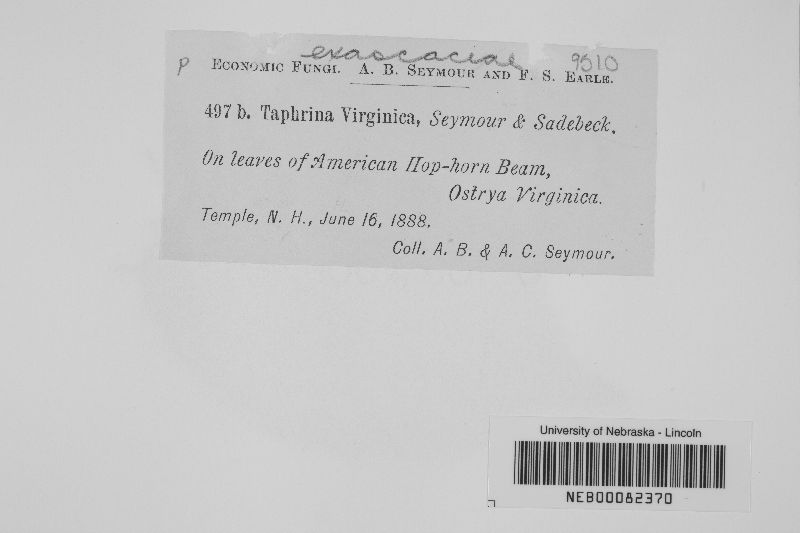 exoascaceae 9510
p Economic Fungi. A. B. Seymour and F. S. Earle.
497 b. Taphrina Virginica, Seymour & Sadebeck.
On leaves of American Hop-horn Beam,
Ostrya Virginica.
Temple, N. H., June 16, 1888.
Coll. A. B. & A. C. Seymour.
University of Nebraska - Lincoln
NEB00082370